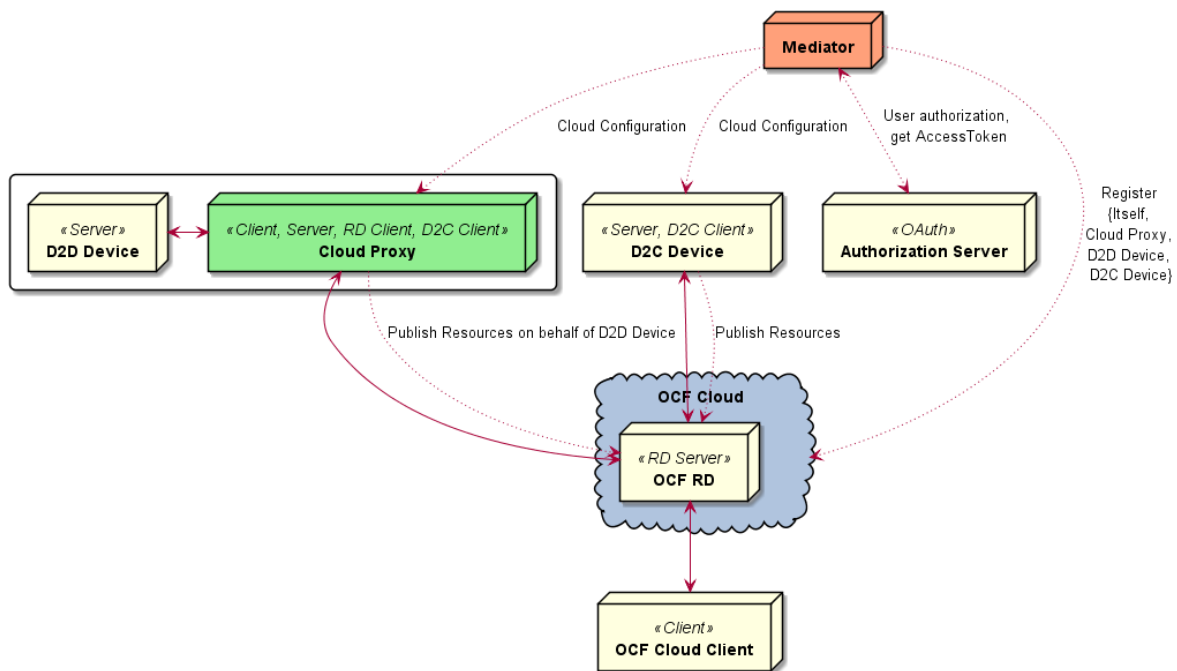 Mediator
Cloud Configuration
Cloud Configuration
User authorization,
get AccessToken
Register
{Itself,
Cloud Proxy,
D2D Device,
D2C Device}
«Server»
D2D Device
«Client, Server, RD Client, D2C Client»
Cloud Proxy
«Server, D2C Client»
D2C Device
«OAuth»
Authorization Server
Publish Resources on behalf of D2D Device
Publish Resources
OCF Cloud
«RD Server»
OCF RD
«Client»
OCF Cloud Client